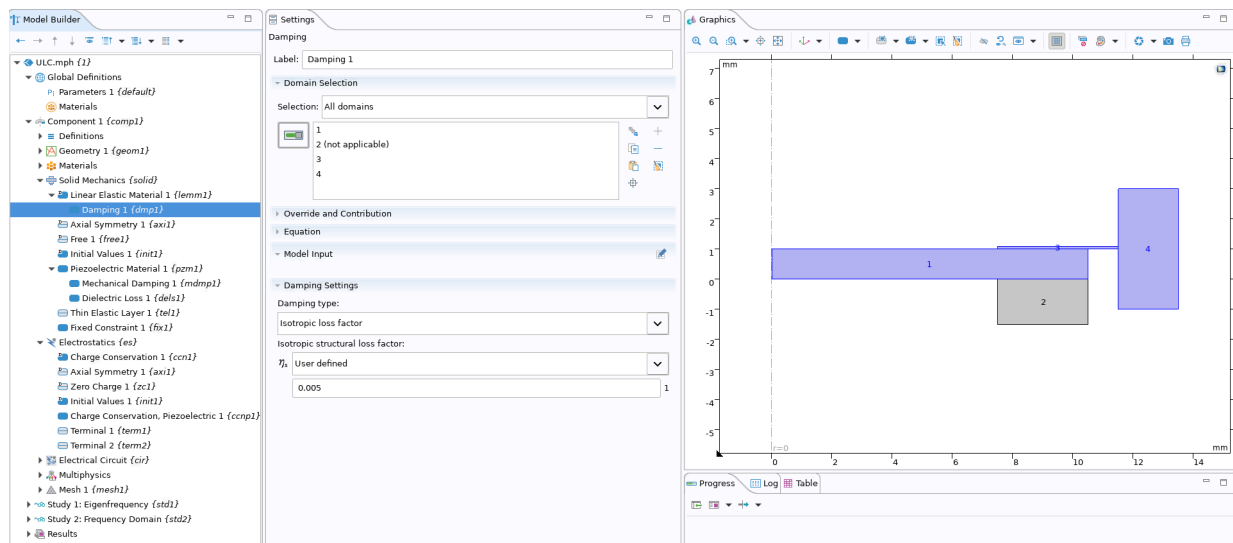 Model Builder
ULC.mph {1}
Global Definitions
Parameters 1 {default}
Materials
Component 1 {comp1}
Definitions
Geometry 1 {geom1}
Materials
Solid Mechanics {solid}
Linear Elastic Material 1 {lemm1}
Damping 1 {dmp1}
Axial Symmetry 1 {axi1}
Free 1 {free1}
Initial Values 1 {init1}
Piezoelectric Material 1 {pzm1}
Mechanical Damping 1 {mdmp1}
Dielectric Loss 1 {dels1}
Thin Elastic Layer 1 {tel1}
Fixed Constraint 1 {fix1}
Electrostatics {es}
Charge Conservation 1 {ccn1}
Axial Symmetry 1 {axi1}
Zero Charge 1 {zc1}
Initial Values 1 {init1}
Charge Conservation, Piezoelectric 1 {ccnp1}
Terminal 1 {term1}
Terminal 2 {term2}
Electrical Circuit {cir}
Multiphysics
Mesh 1 {mesh1}
Study 1: Eigenfrequency {std1}
Study 2: Frequency Domain {std2}
Results
Settings
Damping
Label: Damping 1
Domain Selection
Selection: All domains
1
2 (not applicable)
3
4
Override and Contribution
Equation
Model Input
Damping Settings
Damping type:
Isotropic loss factor
Isotropic structural loss factor:
ηs User defined
0.005 1
Graphics
mm
7
6
5
4
3
2
1
0
-1
-2
-3
-4
-5
1
2
3
4
r=0
mm
0 2 4 6 8 10 12 14
Progress Log Table